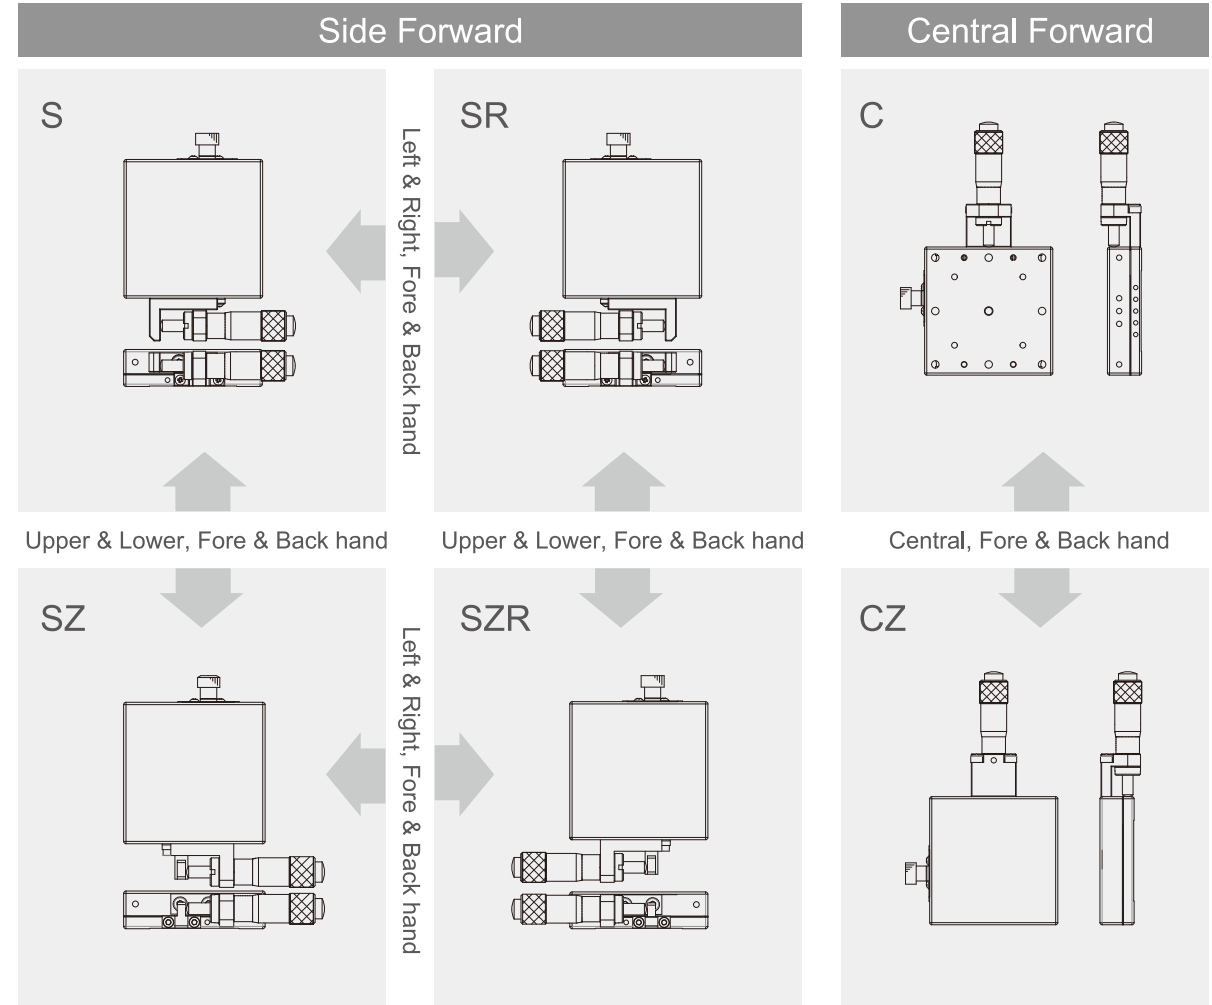 Side Forward
Central Forward
S
Left & Right, Fore & Back hand
SR
C
Upper & Lower, Fore & Back hand
Upper & Lower, Fore & Back hand
Central, Fore & Back hand
SZ
Left & Right, Fore & Back hand
SZR
CZ